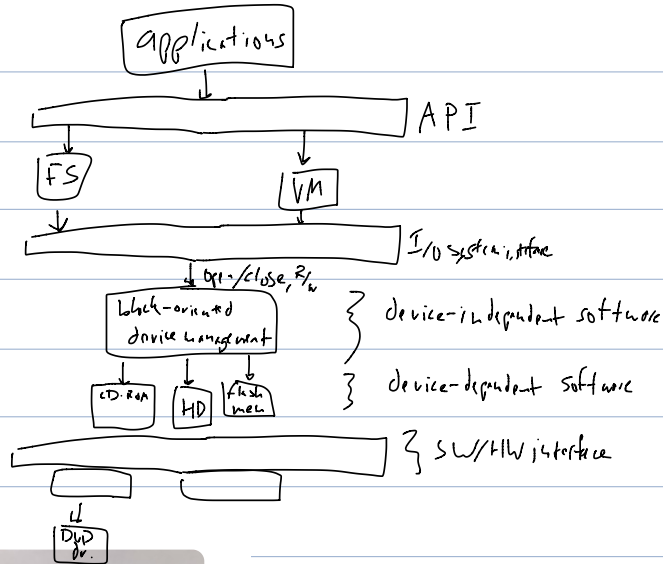 applications
API
FS
VM
I/O system interface
open/close, R/w
block-oriented
device management
device-independent software
CD-ROM
HD
flash
mem
device-dependent software
SW/HW interface
DVD
dr.